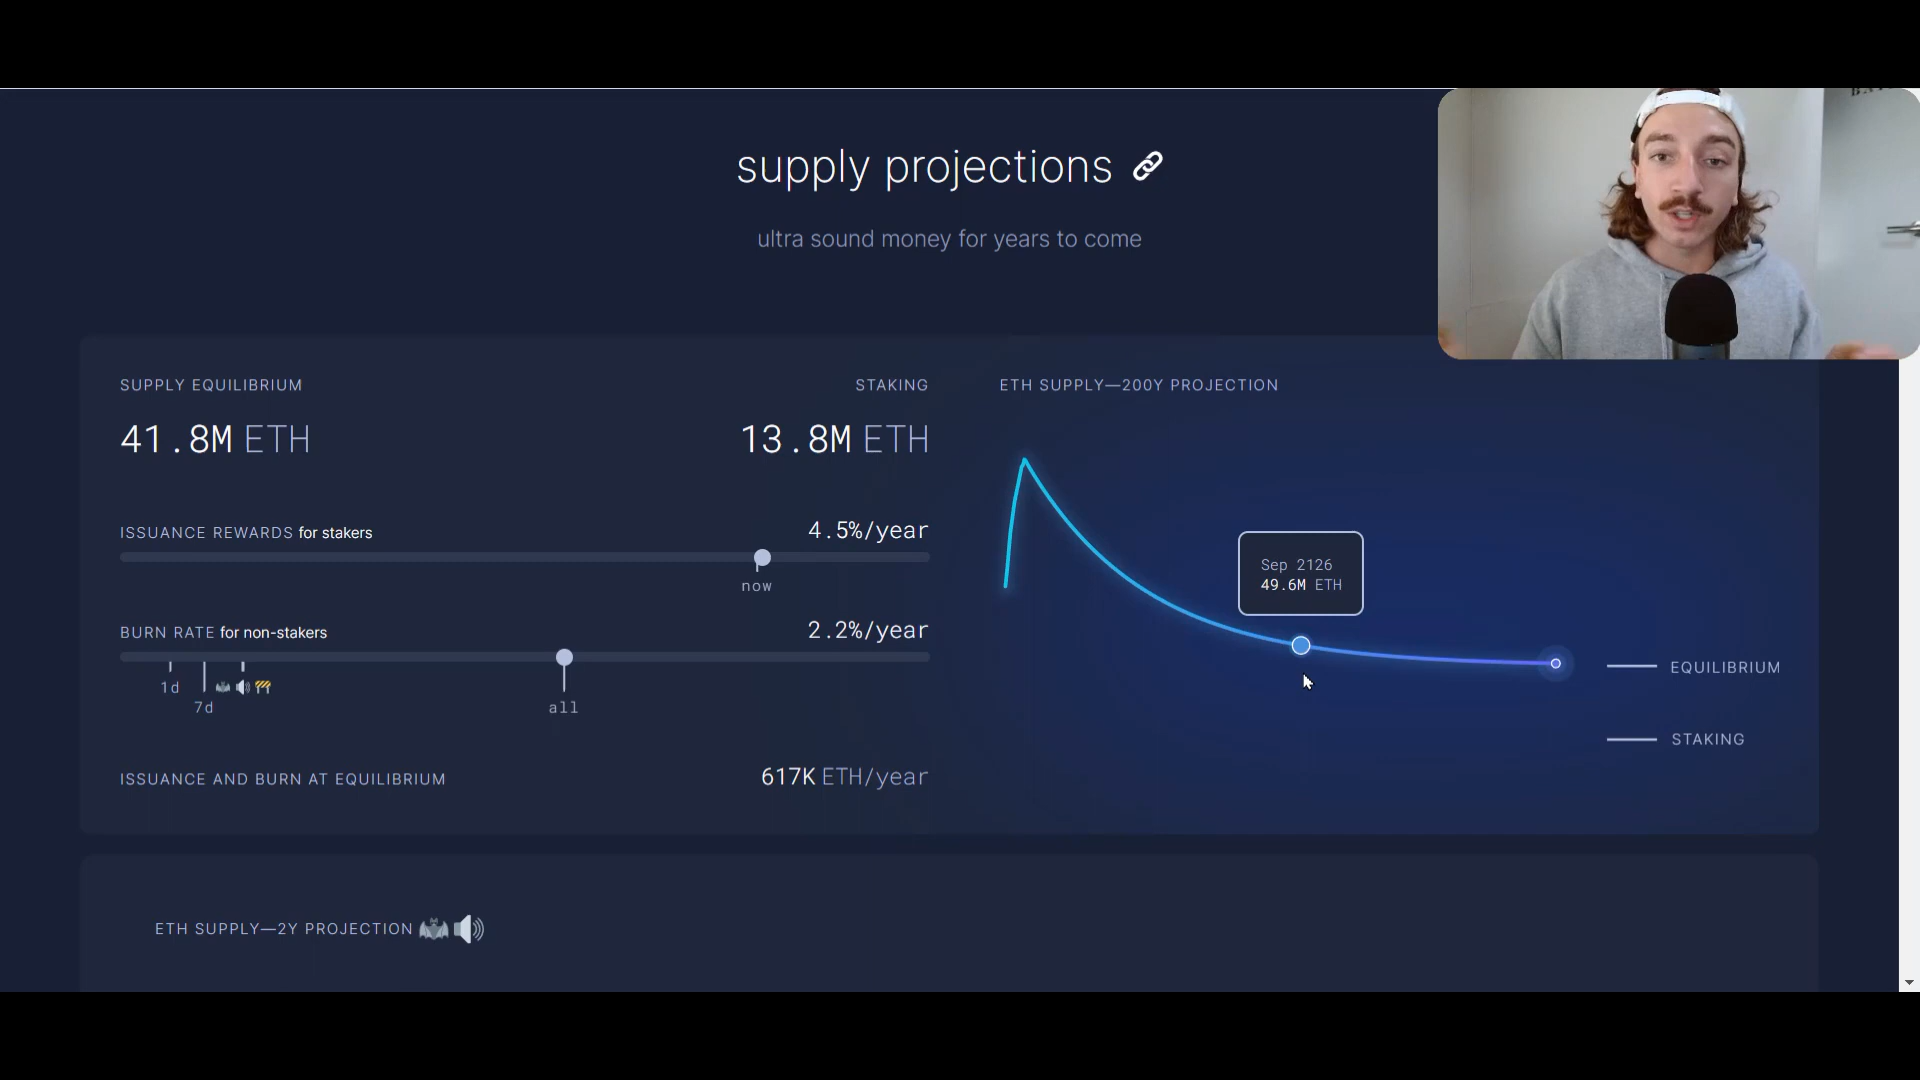 supply projections
ultra sound money for years to come
SUPPLY EQUILIBRIUM
STAKING
41.8M ETH
13.8M ETH
ISSUANCE REWARDS for stakers
4.5%/year
now
BURN RATE for non-stakers
2.2%/year
1d
7d
all
ISSUANCE AND BURN AT EQUILIBRIUM
617K ETH/year
ETH SUPPLY—200Y PROJECTION
Sep 2126
49.6M ETH
EQUILIBRIUM
STAKING
ETH SUPPLY—2Y PROJECTION